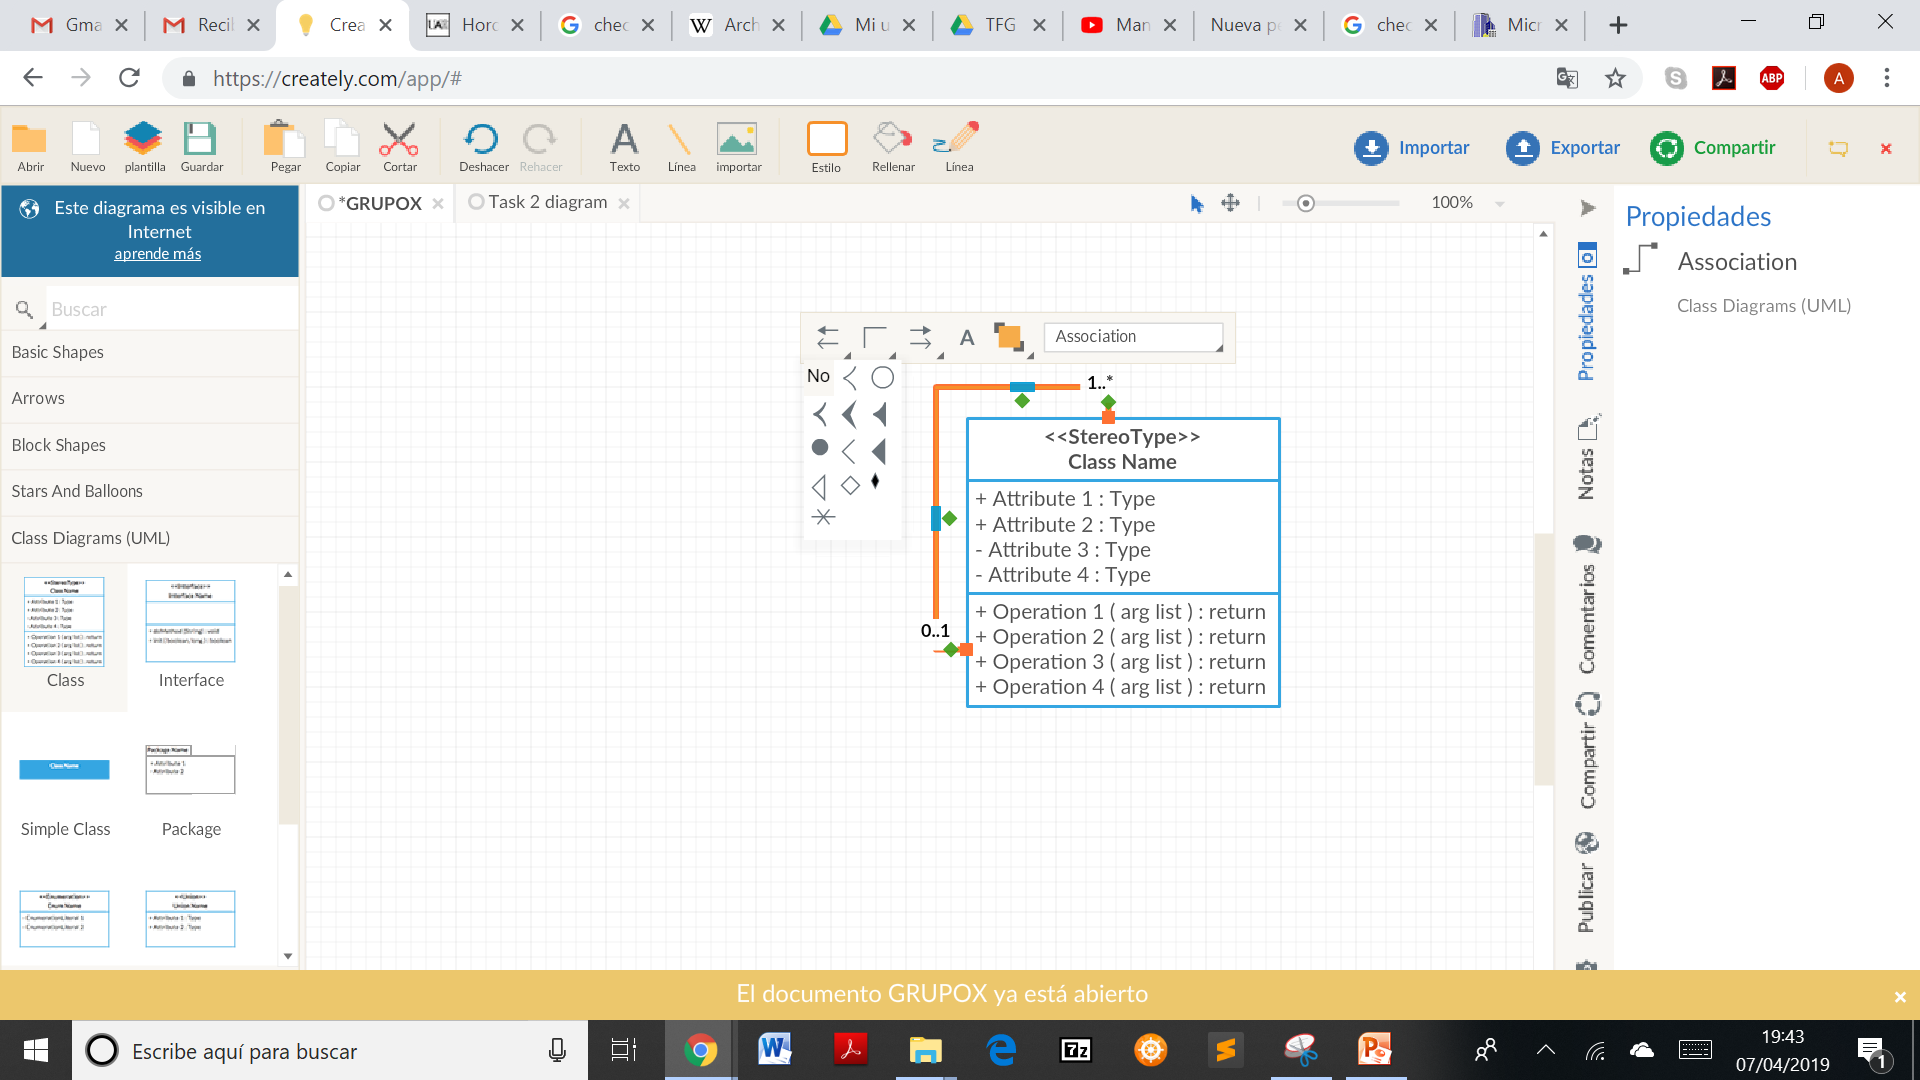 Gma
Recil
Crea
Horc
chec
Arch
Mi u
TFG
Man
Nueva pe
chec
Micr
https://creately.com/app/#
ABP
A
Abrir
Nuevo
plantilla
Guardar
Pegar
Copiar
Cortar
Deshacer
Rehacer
Texto
Línea
importar
Estilo
Rellenar
Línea
Importar
Exportar
Compartir
Este diagrama es visible en
Internet
aprende más
*GRUPOX
Task 2 diagram
100%
Propiedades
Association
Class Diagrams (UML)
Buscar
Basic Shapes
Arrows
Block Shapes
Stars And Balloons
Class Diagrams (UML)
Class
Interface
Simple Class
Package
A
Association
No
1..*
0..1
<<StereoType>>
Class Name
+ Attribute 1 : Type
+ Attribute 2 : Type
- Attribute 3 : Type
- Attribute 4 : Type
+ Operation 1 ( arg list ) : return
+ Operation 2 ( arg list ) : return
+ Operation 3 ( arg list ) : return
+ Operation 4 ( arg list ) : return
Propiedades
Notas
Comentarios
Compartir
Publicar
El documento GRUPOX ya está abierto
Escribe aquí para buscar
19:43
07/04/2019
1